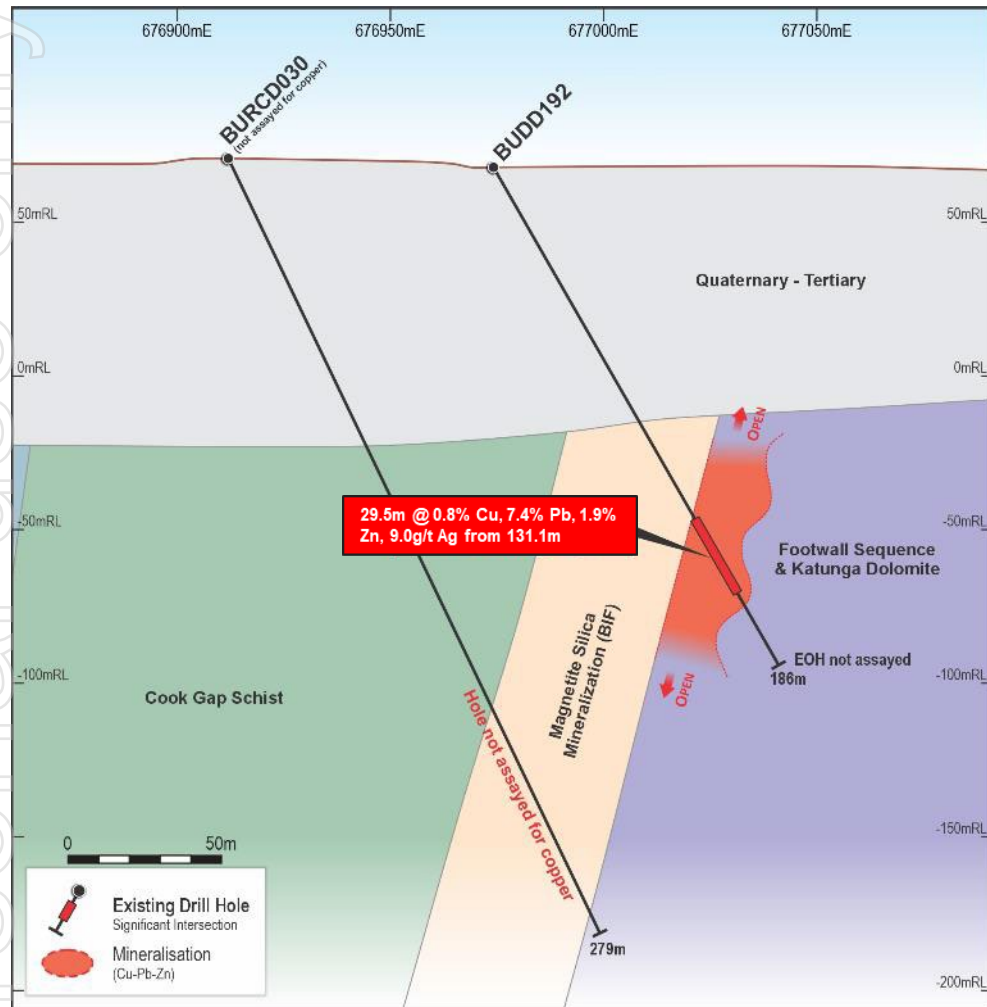 676900mE
676950mE
677000mE
677050mE
BURCD030
(not assayed for copper)
BUDD192
50mRL
50mRL
Quaternary - Tertiary
0mRL
0mRL
OPEN
29.5m @ 0.8% Cu, 7.4% Pb, 1.9%
Zn, 9.0g/t Ag from 131.1m
-50mRL
-50mRL
Footwall Sequence
& Katunga Dolomite
EOH not assayed
186m
-100mRL
-100mRL
OPEN
Cook Gap Schist
Magnetite Silica
Mineralization (BIF)
Hole not assayed for copper
-150mRL
279m
-200mRL
0
50m
Existing Drill Hole
Significant Intersection
Mineralisation
(Cu-Pb-Zn)